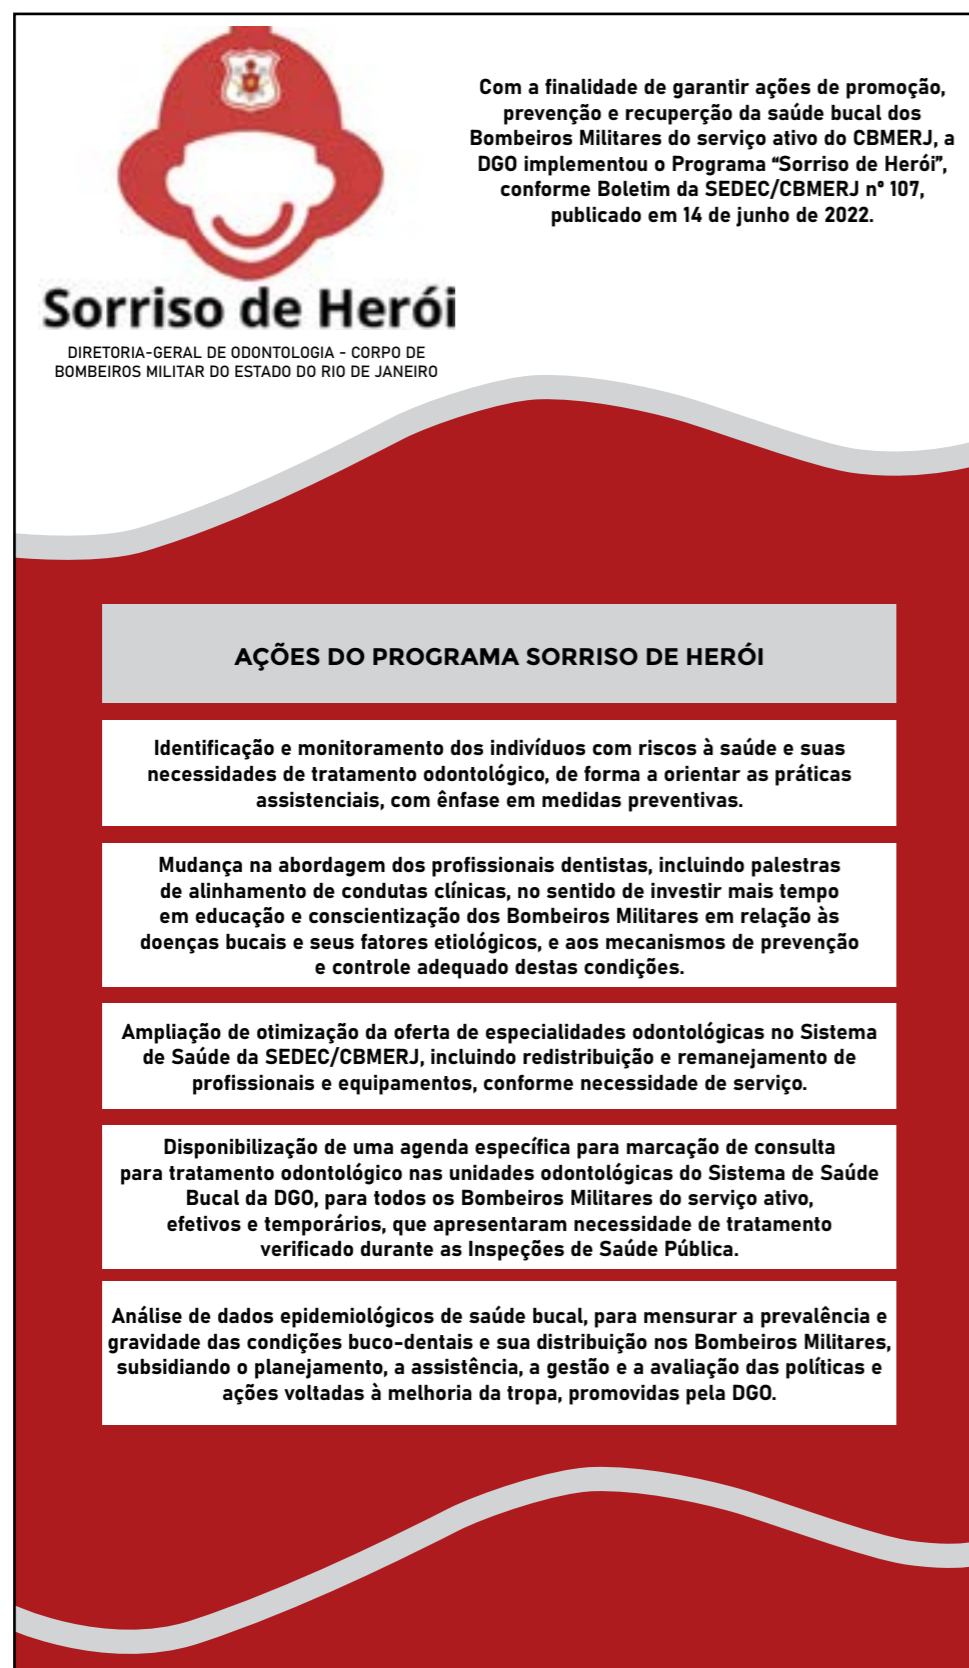 Sorriso de Herói
DIRETORIA-GERAL DE ODONTOLOGIA - CORPO DE
BOMBEIROS MILITAR DO ESTADO DO RIO DE JANEIRO
Com a finalidade de garantir ações de promoção,
prevenção e recuperção da saúde bucal dos
Bombeiros Militares do serviço ativo do CBMERJ, a
DGO implementou o Programa “Sorriso de Herói”,
conforme Boletim da SEDEC/CBMERJ nº 107,
publicado em 14 de junho de 2022.
AÇÕES DO PROGRAMA SORRISO DE HERÓI
Identificação e monitoramento dos indivíduos com riscos à saúde e suas
necessidades de tratamento odontológico, de forma a orientar as práticas
assistenciais, com ênfase em medidas preventivas.
Mudança na abordagem dos profissionais dentistas, incluindo palestras
de alinhamento de condutas clínicas, no sentido de investir mais tempo
em educação e conscientização dos Bombeiros Militares em relação às
doenças bucais e seus fatores etiológicos, e aos mecanismos de prevenção
e controle adequado destas condições.
Ampliação de otimização da oferta de especialidades odontológicas no Sistema
de Saúde da SEDEC/CBMERJ, incluindo redistribuição e remanejamento de
profissionais e equipamentos, conforme necessidade de serviço.
Disponibilização de uma agenda específica para marcação de consulta
para tratamento odontológico nas unidades odontológicas do Sistema de Saúde
Bucal da DGO, para todos os Bombeiros Militares do serviço ativo,
efetivos e temporários, que apresentaram necessidade de tratamento
verificado durante as Inspeções de Saúde Pública.
Análise de dados epidemiológicos de saúde bucal, para mensurar a prevalência e
gravidade das condições buco-dentais e sua distribuição nos Bombeiros Militares,
subsidiando o planejamento, a assistência, a gestão e a avaliação das políticas e
ações voltadas à melhoria da tropa, promovidas pela DGO.